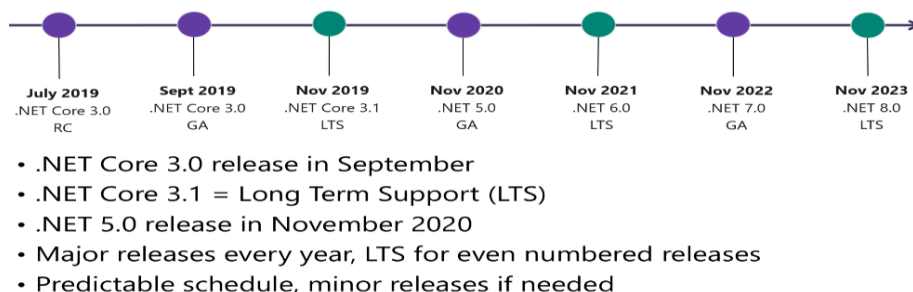 July 2019 Sept 2019 Nov 2019 Nov 2020 Nov 2021 Nov 2022 Nov 2023
.NET Core 3.0 .NET Core 3.0 .NET Core 3.1 .NET 5.0 .NET 6.0 .NET 7.0 .NET 8.0
RC GA LTS GA LTS GA LTS
• .NET Core 3.0 release in September
• .NET Core 3.1 = Long Term Support (LTS)
• .NET 5.0 release in November 2020
• Major releases every year, LTS for even numbered releases
• Predictable schedule, minor releases if needed